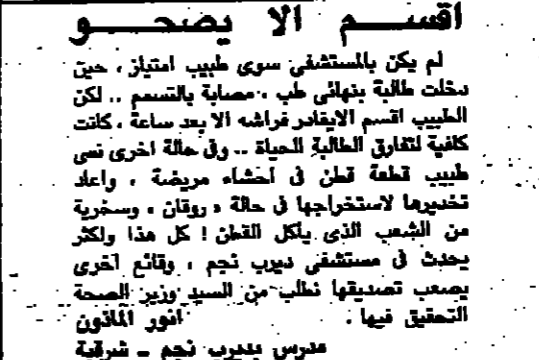 اقسم الا يصحو
لم يكن بالمستشفى سوى طبيب امتياز ، حين
دخلت طالبة بنهائى طب ، مصابة بالتسمم .. لكن
الطبيب اقسم الايغادر فراشه الا بعد ساعة ، كانت
كافية لتفارق الطالبة الحياة .. وفى حالة اخرى نسى
طبيب قطعة قطن فى احشاء مريضة ، واعاد
تخديرها لاستخراجها فى حالة « روقان » وسخرية
من الشعب الذى يأكل القطن ! كل هذا واكثر
يحدث فى مستشفى ديرب نجم ، وقائع اخرى
يصعب تصديقها نطلب من السيد وزير الصحة
التحقيق فيها . انور المأذون
مدرس بديرب نجم - شرقية